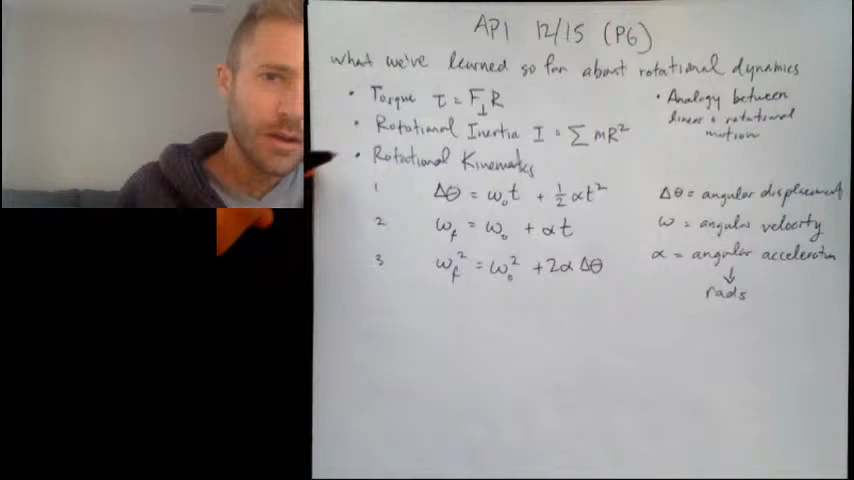 AP1 12/15 (P6)
What we've learned so far about rotational dynamics
• Torque τ = F⊥R
• Rotational Inertia I = ∑ mR²
• Rotational Kinematics
1 Δθ = ω₀t + ½αt²
2 ω_f = ω₀ + αt
3 ω_f² = ω₀² + 2αΔθ
• Analogy between
linear & rotational
motion
Δθ = angular displacement
ω = angular velocity
α = angular acceleration
↓
rads